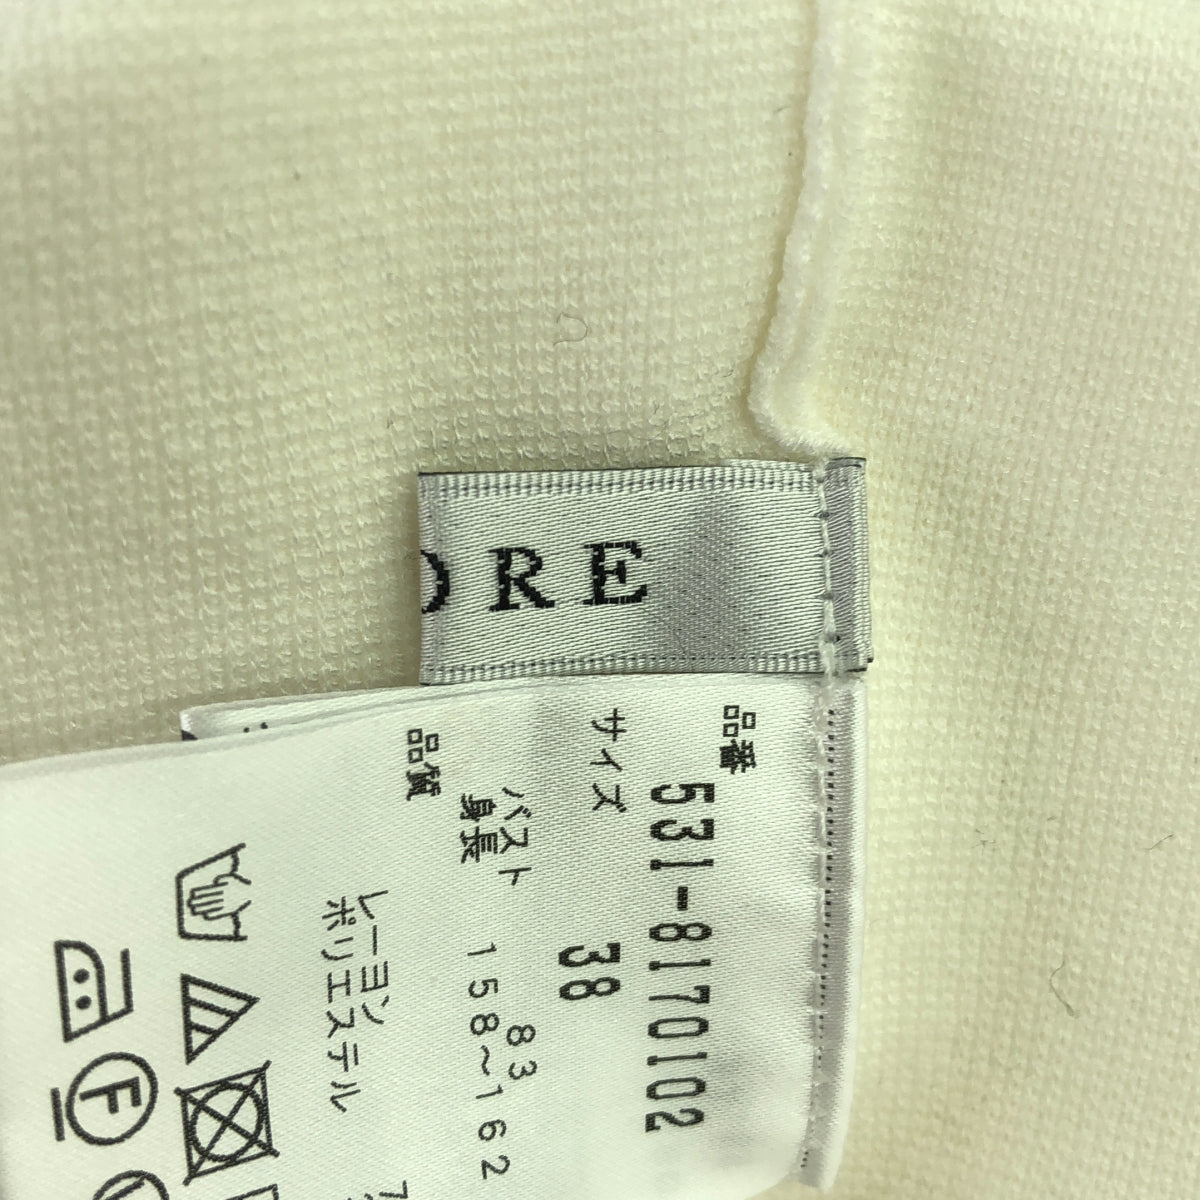 ORE
品番
531-8170102
サイズ
38
バスト 83
身長 158~162
品質
レーヨン
ポリエステル
F